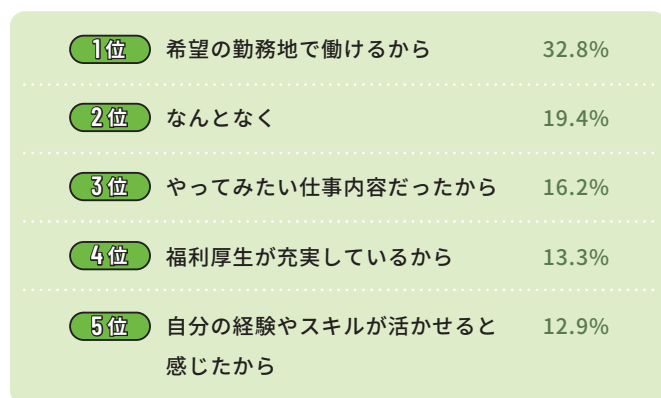 1位 希望の勤務地で働けるから 32.8%
2位 なんとなく 19.4%
3位 やってみたい仕事内容だったから 16.2%
4位 福利厚生が充実しているから 13.3%
5位 自分の経験やスキルが活かせると 12.9%
感じたから